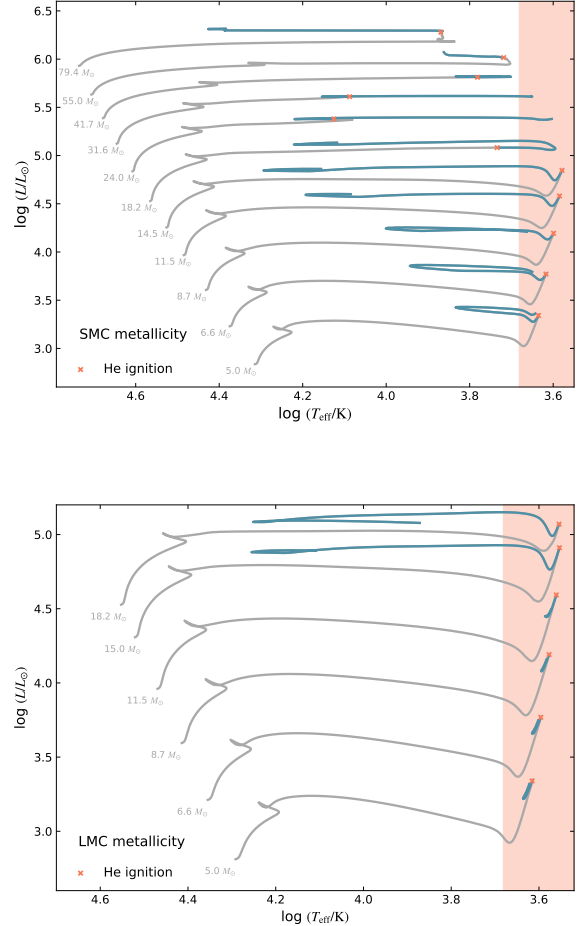 6.5
6.0
5.5
5.0
4.5
4.0
3.5
3.0
log (L/L⊙)
79.4 M⊙
55.0 M⊙
41.7 M⊙
31.6 M⊙
24.0 M⊙
18.2 M⊙
14.5 M⊙
11.5 M⊙
8.7 M⊙
6.6 M⊙
5.0 M⊙
SMC metallicity
He ignition
4.6 4.4 4.2 4.0 3.8 3.6
log (Teff/K)
5.0
4.5
4.0
3.5
3.0
log (L/L⊙)
18.2 M⊙
15.0 M⊙
11.5 M⊙
8.7 M⊙
6.6 M⊙
5.0 M⊙
LMC metallicity
He ignition
4.6 4.4 4.2 4.0 3.8 3.6
log (Teff/K)